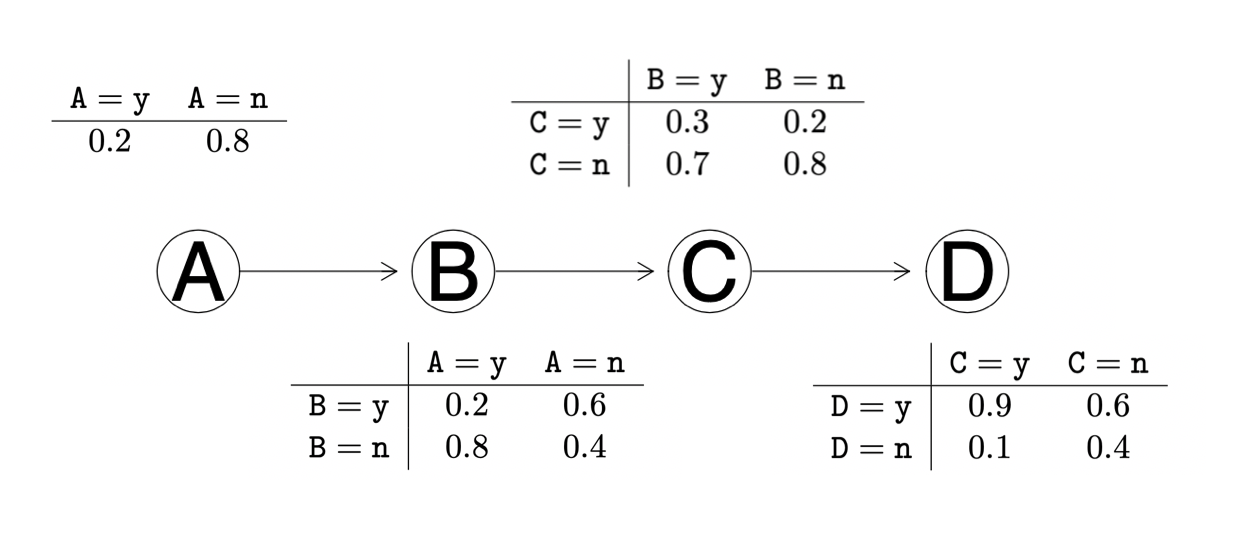 A = y A = n
0.2 0.8
B = y B = n
C = y 0.3 0.2
C = n 0.7 0.8
A B C D
A = y A = n
B = y 0.2 0.6
B = n 0.8 0.4
C = y C = n
D = y 0.9 0.6
D = n 0.1 0.4